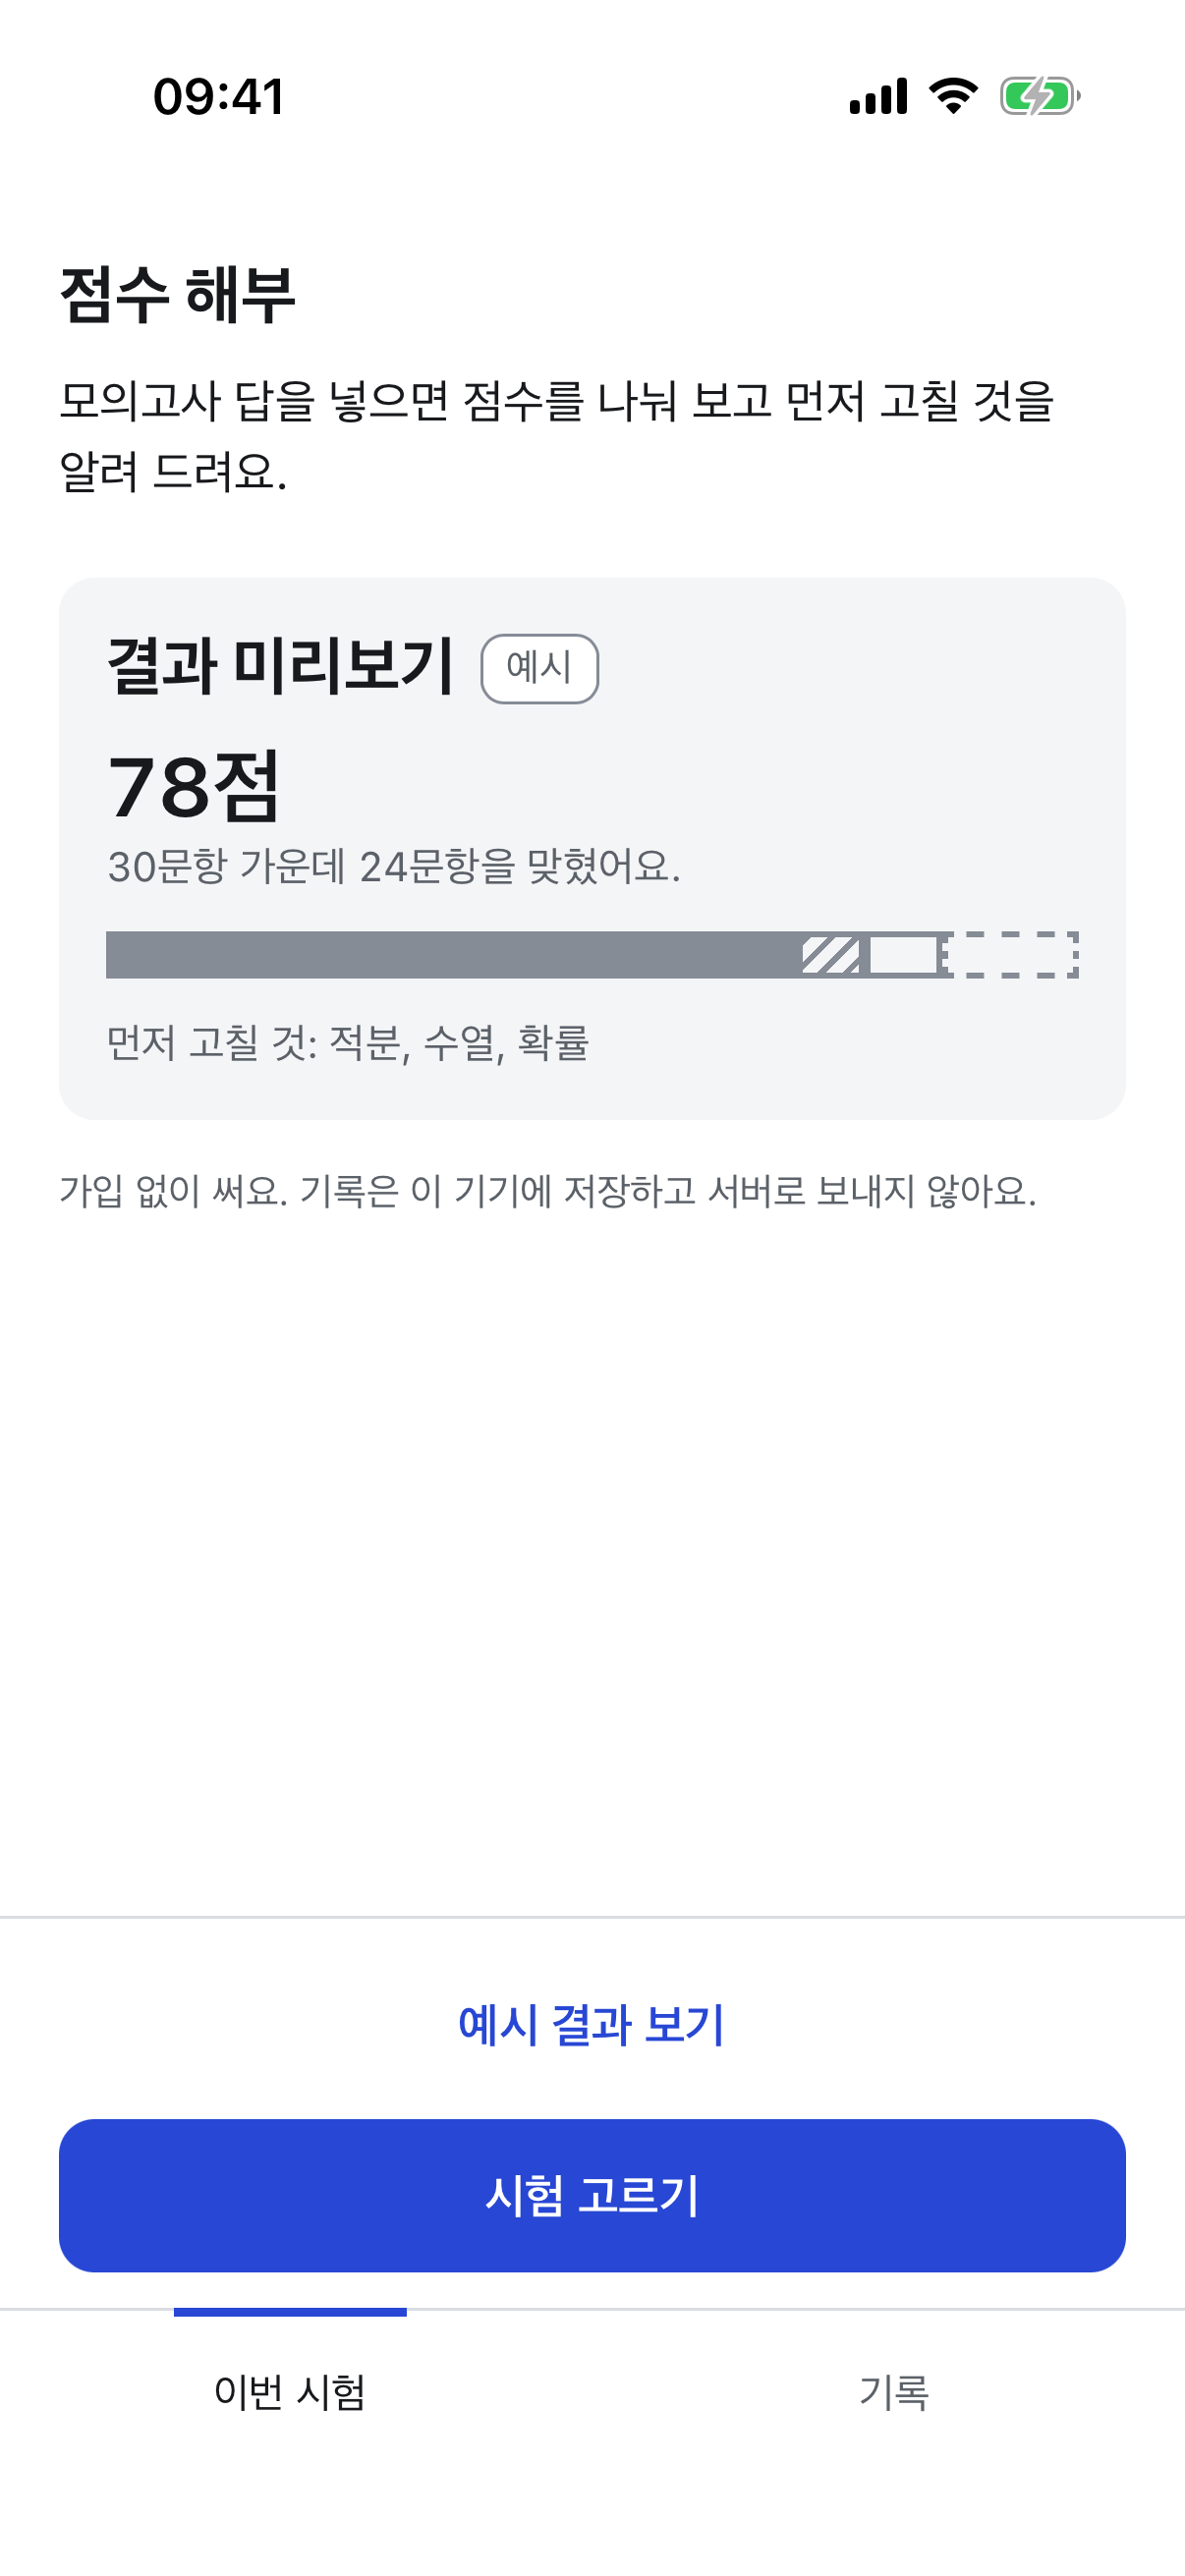 09:41
점수 해부
모의고사 답을 넣으면 점수를 나눠 보고 먼저 고칠 것을
알려 드려요.
결과 미리보기 예시
78점
30문항 가운데 24문항을 맞혔어요.
먼저 고칠 것: 적분, 수열, 확률
가입 없이 써요. 기록은 이 기기에 저장하고 서버로 보내지 않아요.
예시 결과 보기
시험 고르기
이번 시험 기록